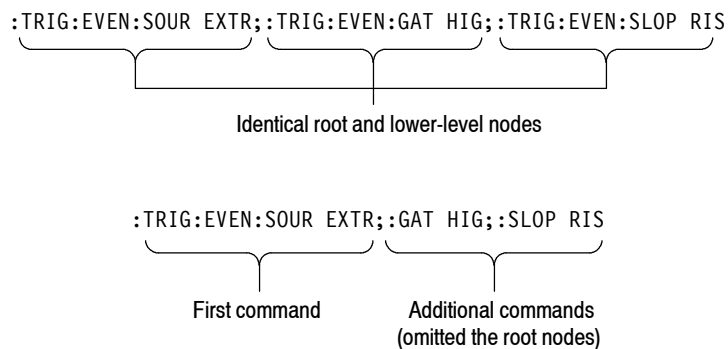 :TRIG:EVEN:SOUR EXTR;:TRIG:EVEN:GAT HIG;:TRIG:EVEN:SLOP RIS
Identical root and lower-level nodes
:TRIG:EVEN:SOUR EXTR;:GAT HIG;:SLOP RIS
First command
Additional commands
(omitted the root nodes)